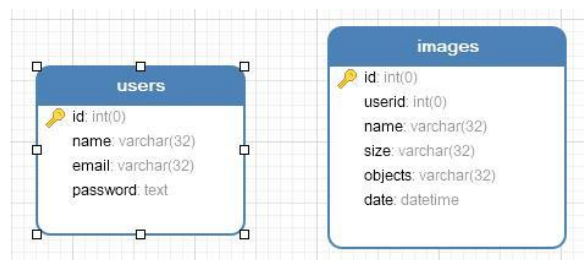 users
id: int(0)
name: varchar(32)
email: varchar(32)
password: text
images
id: int(0)
userid: int(0)
name: varchar(32)
size: varchar(32)
objects: varchar(32)
date: datetime